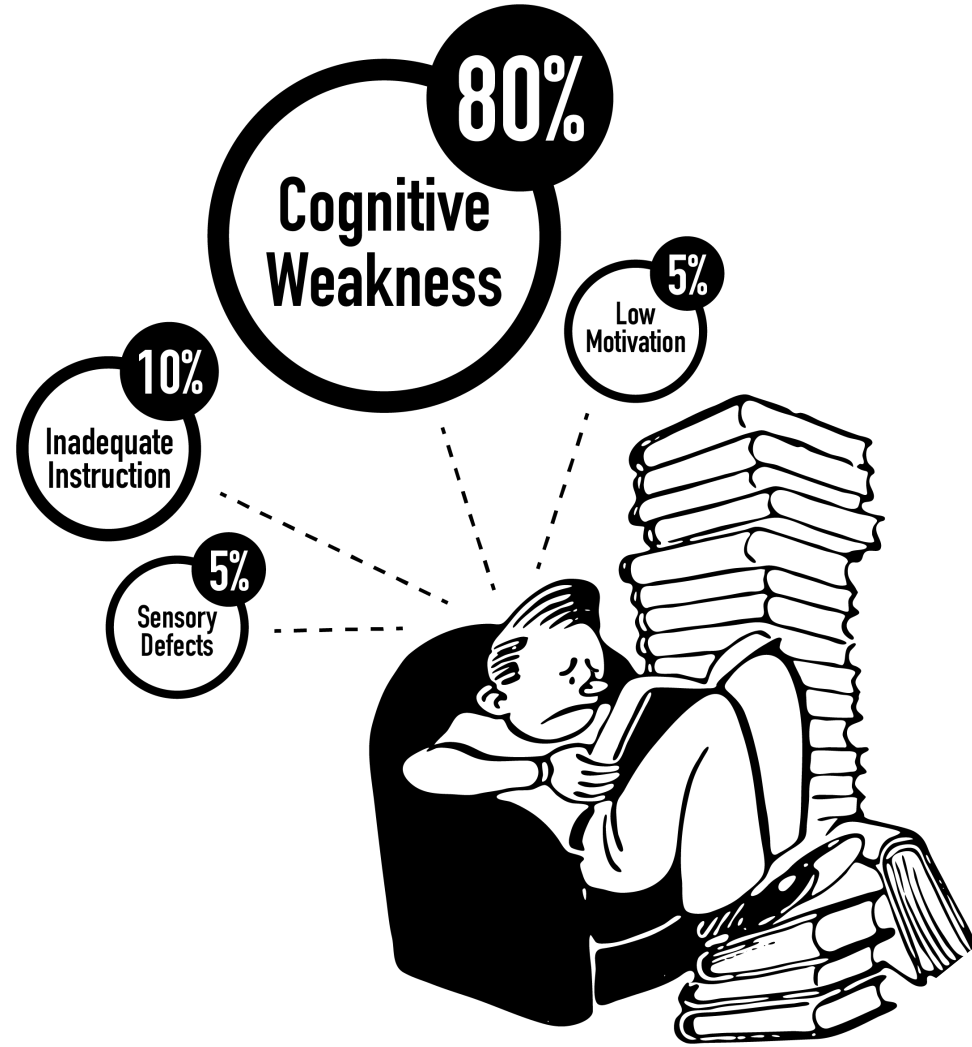 80%
Cognitive
Weakness
5%
Low
Motivation
10%
Inadequate
Instruction
5%
Sensory
Defects